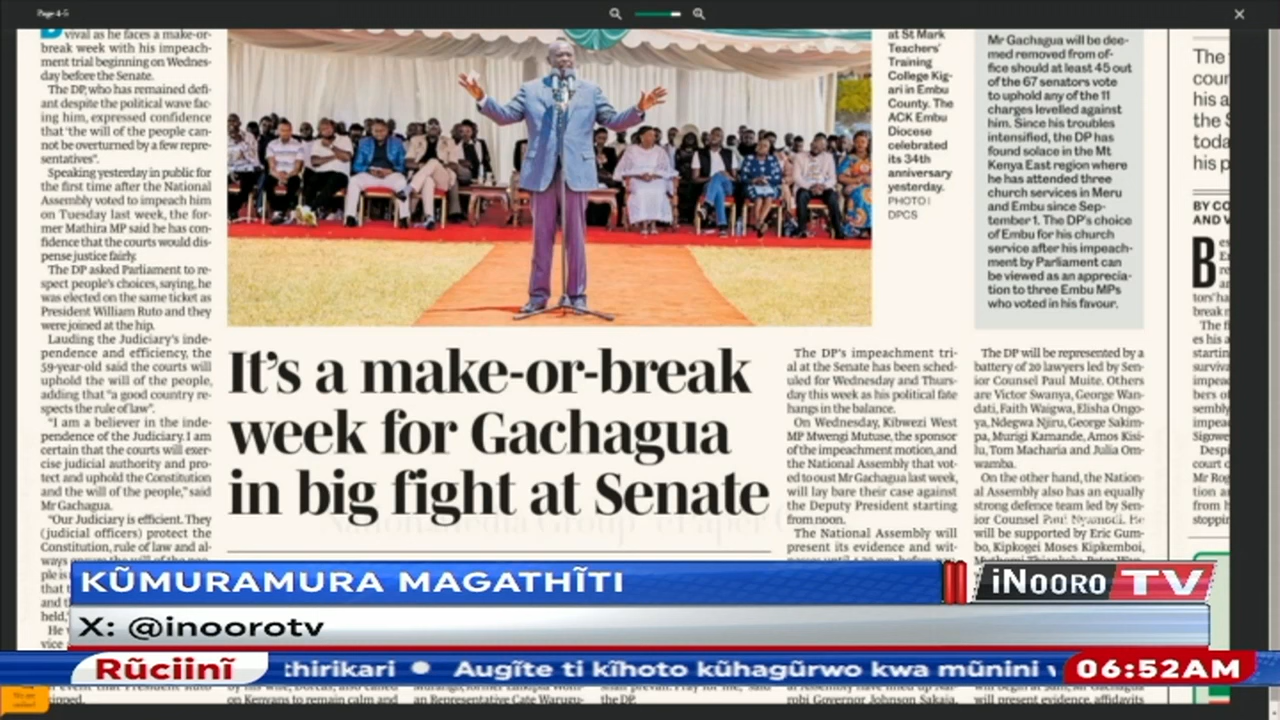 Page 4-5
vival as he faces a make-or-
break week with his impeach-
ment trial beginning on Wednes-
day before the Senate.
The DP, who has remained defi-
ant despite the political wave fac-
ing him, expressed confidence
that "the will of the people can-
not be overturned by a few repre-
sentatives".
Speaking yesterday in public for
the first time after the National
Assembly voted to impeach him
on Tuesday last week, the for-
mer Mathira MP said he has con-
fidence that the courts would dis-
pense justice fairly.
The DP asked Parliament to re-
spect people's choices, saying, he
was elected on the same ticket as
President William Ruto and they
were joined at the hip.
Lauding the Judiciary's inde-
pendence and efficiency, the
59-year-old said the courts will
uphold the will of the people,
adding that "a good country re-
spects the rule of law".
"I am a believer in the inde-
pendence of the Judiciary. I am
certain that the courts will exer-
cise judicial authority and pro-
tect and uphold the Constitution
and the will of the people," said
Mr Gachagua.
"Our Judiciary is efficient. They
(judicial officers) protect the
Constitution, rule of law and al-
at St Mark
Teachers'
Training
College Kig-
ari in Embu
County. The
ACK Embu
Diocese
celebrated
its 34th
anniversary
yesterday.
PHOTO |
DPCS
Mr Gachagua will be dee-
med removed from of-
fice should at least 45 out
of the 67 senators vote
to uphold any of the 11
charges levelled against
him. Since his troubles
intensified, the DP has
found solace in the Mt
Kenya East region where
he has attended three
church services in Meru
and Embu since Sep-
tember 1. The DP's choice
of Embu for his church
service after his impeach-
ment by Parliament can
be viewed as an apprecia-
tion to three Embu MPs
who voted in his favour.
It's a make-or-break
week for Gachagua
in big fight at Senate
The DP's impeachment tri-
al at the Senate has been sched-
uled for Wednesday and Thurs-
day this week as his political fate
hangs in the balance.
On Wednesday, Kibwezi West
MP Mwengi Mutuse, the sponsor
of the impeachment motion, and
the National Assembly that vot-
ed to oust Mr Gachagua last week,
will lay bare their case against
the Deputy President starting
from noon.
The National Assembly will
present its evidence and wit-
The DP will be represented by a
battery of 20 lawyers led by Sen-
ior Counsel Paul Muite. Others
are Victor Swanya, George Wan-
dati, Faith Waigwa, Elisha Ongo-
ya, Ndegwa Njiru, George Sakim-
pa, Murigi Kamande, Amos Kisi-
lu, Tom Macharia and Julia Om-
wamba.
On the other hand, the Nation-
al Assembly also has an equally
strong defence team led by Sen-
ior Counsel Paul Nyamodi. He
will be supported by Eric Gum-
bo, Kipkogei Moses Kipkemboi,
The
BY CO
AND V
KŨMURAMURA MAGATHĨTI
iNOORO TV
X: @inoorotv
Rũciinĩ
thirikari ● Augĩte ti kĩhoto kũhagũrwo kwa mũnini
06:52AM